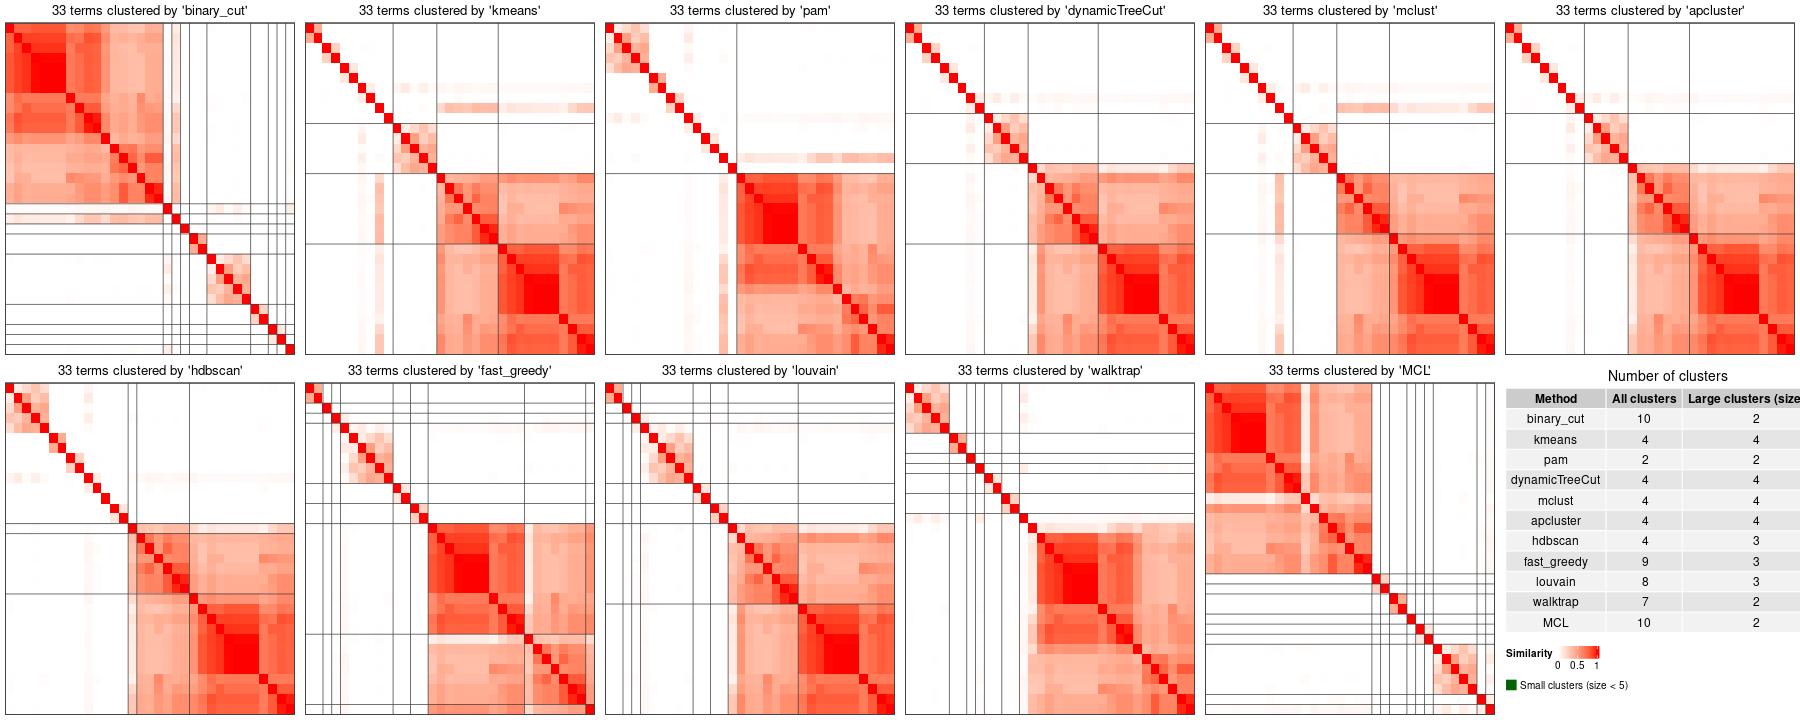 33 terms clustered by 'binary_cut'
33 terms clustered by 'kmeans'
33 terms clustered by 'pam'
33 terms clustered by 'dynamicTreeCut'
33 terms clustered by 'mclust'
33 terms clustered by 'apcluster'
33 terms clustered by 'hdbscan'
33 terms clustered by 'fast_greedy'
33 terms clustered by 'louvain'
33 terms clustered by 'walktrap'
33 terms clustered by 'MCL'
Number of clusters
Method All clusters Large clusters (size
binary_cut 10 2
kmeans 4 4
pam 2 2
dynamicTreeCut 4 4
mclust 4 4
apcluster 4 4
hdbscan 4 3
fast_greedy 9 3
louvain 8 3
walktrap 7 2
MCL 10 2
Similarity
0 0.5 1
Small clusters (size < 5)